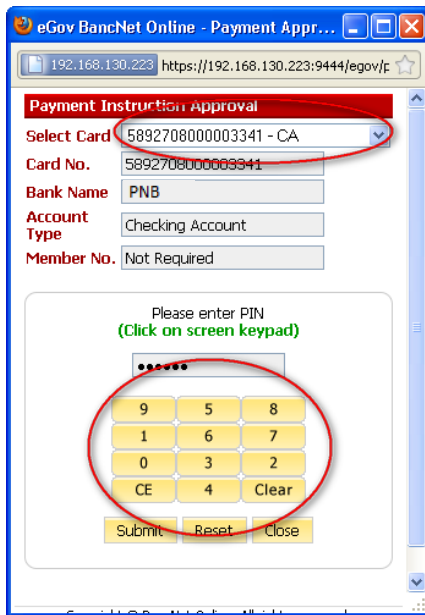 eGov BancNet Online - Payment Appr...
192.168.130.223 https://192.168.130.223:9444/egov/p
Payment Instruction Approval
Select Card 5892708000003341 - CA
Card No. 5892708000003341
Bank Name PNB
Account Type Checking Account
Member No. Not Required
Please enter PIN
(Click on screen keypad)
••••••
9 5 8
1 6 7
0 3 2
CE 4 Clear
Submit Reset Close